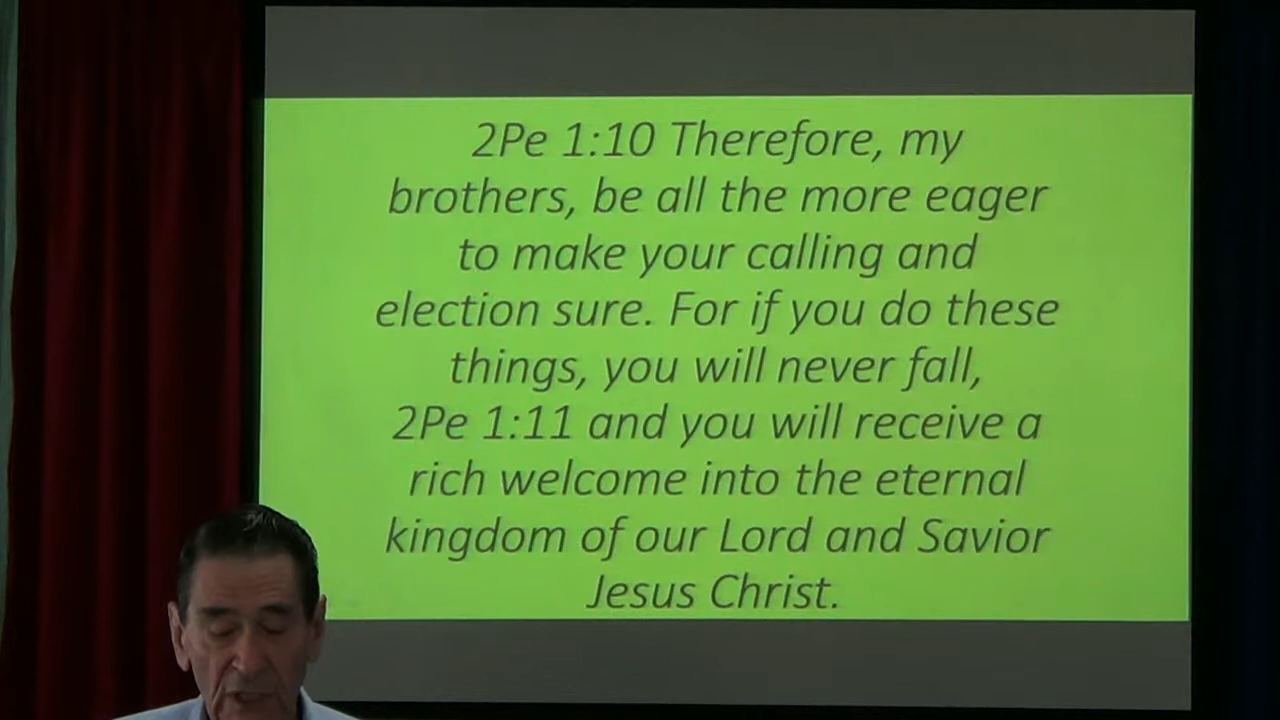 2Pe 1:10 Therefore, my
brothers, be all the more eager
to make your calling and
election sure. For if you do these
things, you will never fall,
2Pe 1:11 and you will receive a
rich welcome into the eternal
kingdom of our Lord and Savior
Jesus Christ.